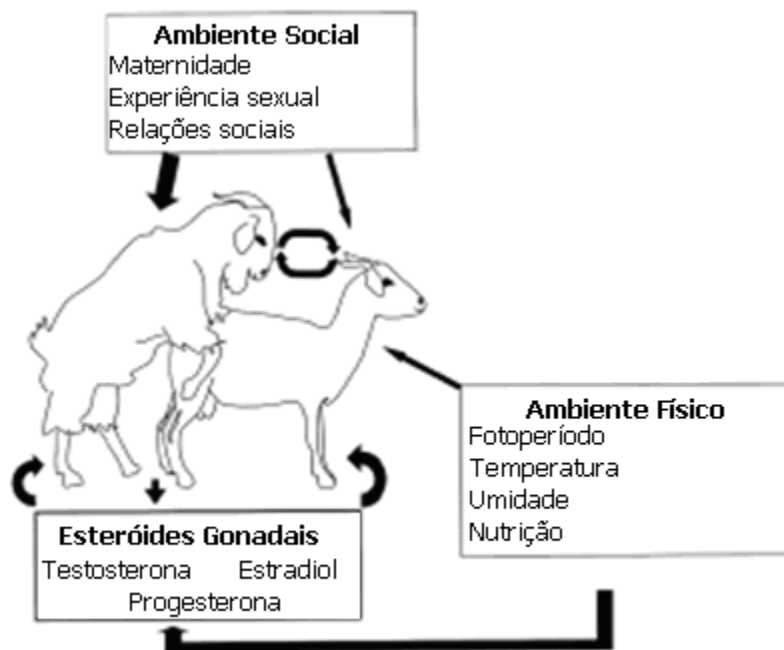 Ambiente Social
Maternidade
Experiência sexual
Relações sociais
Ambiente Físico
Fotoperíodo
Temperatura
Umidade
Nutrição
Esteróides Gonadais
Testosterona Estradiol
Progesterona